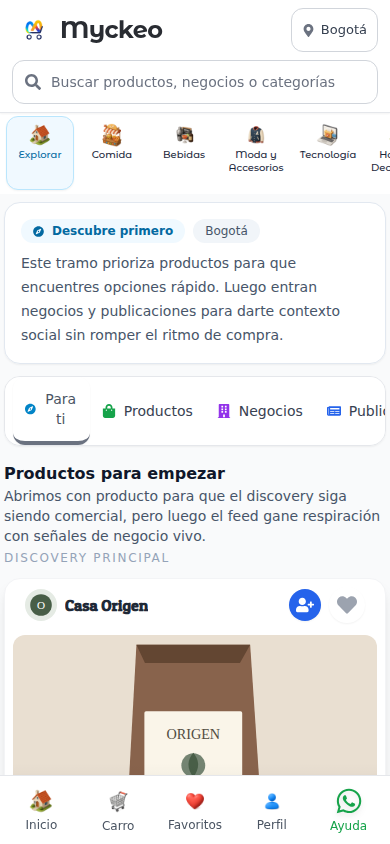 Myckeo
Bogotá
Buscar productos, negocios o categorías
Explorar
Comida
Bebidas
Moda y
Accesorios
Tecnología
Descubre primero
Bogotá
Este tramo prioriza productos para que
encuentres opciones rápido. Luego entran
negocios y publicaciones para darte contexto
social sin romper el ritmo de compra.
Para
ti
Productos
Negocios
Productos para empezar
Abrimos con producto para que el discovery siga
siendo comercial, pero luego el feed gane respiración
con señales de negocio vivo.
DISCOVERY PRINCIPAL
O
Casa Origen
ORIGEN
Inicio
Carro
Favoritos
Perfil
Ayuda